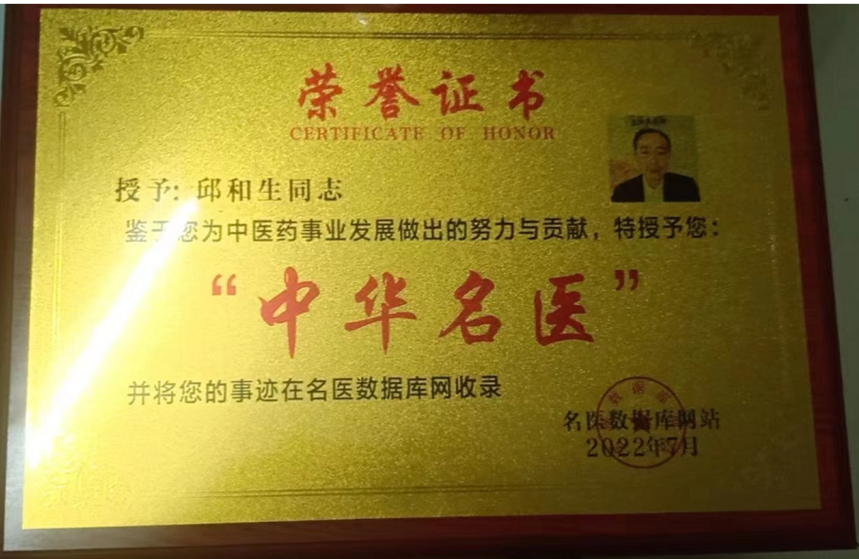 荣誉证书
CERTIFICATE OF HONOR
授予: 邱和生同志
鉴于您为中医药事业发展做出的努力与贡献，特授予您：
“中华名医”
并将您的事迹在名医数据库网收录
名医数据库网站
2022年7月